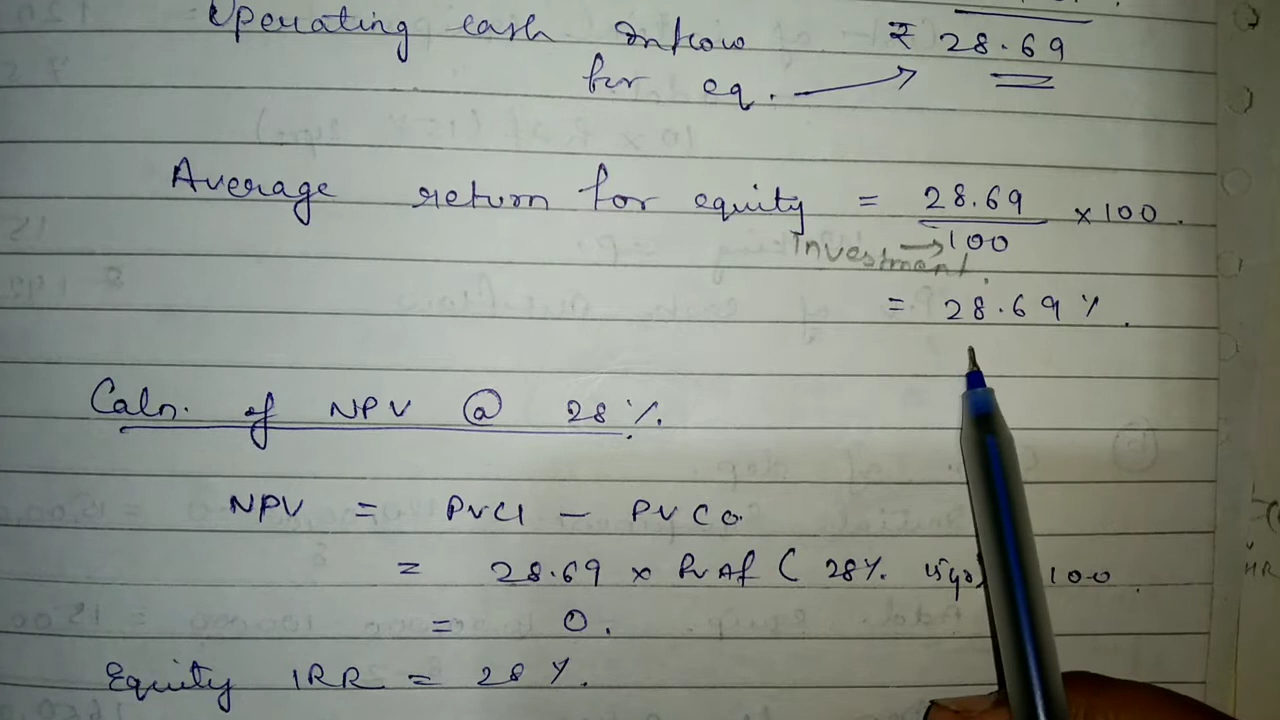 Operating cash inflow ₹ 28.69
for eq. →
Average return for equity = 28.69 / 100 × 100.
Investment →
= 28.69 %.
Caln. of NPV @ 28 %.
NPV = PVCI – PVCO
= 28.69 × PVAF ( 28%. 15yr) 100
= 0.
Equity IRR = 28 %.